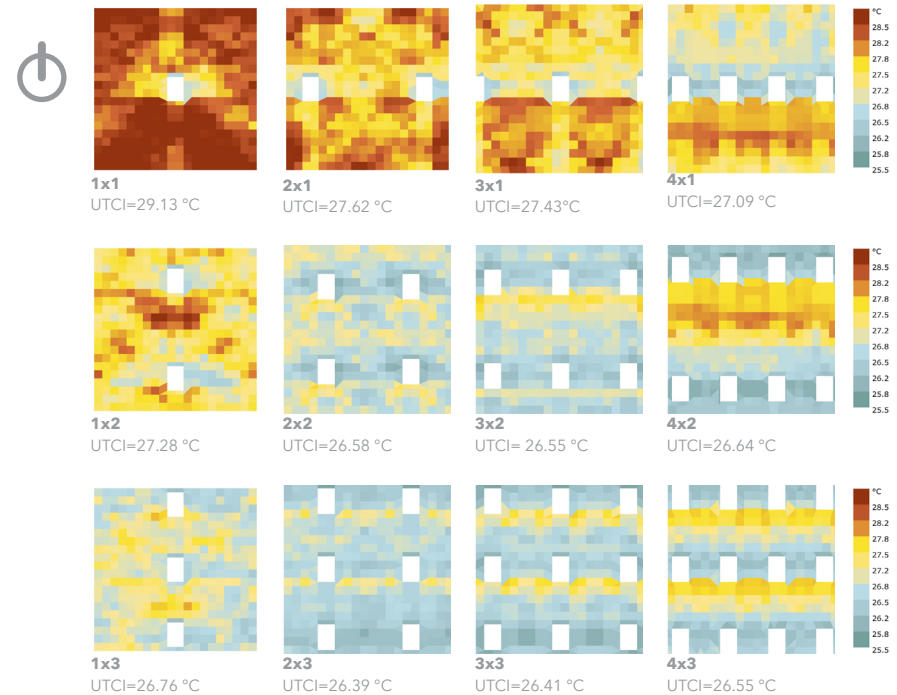 °C
28.5
28.2
27.8
27.5
27.2
26.8
26.5
26.2
25.8
25.5
1x1
UTCI=29.13 °C
2x1
UTCI=27.62 °C
3x1
UTCI=27.43°C
4x1
UTCI=27.09 °C
°C
28.5
28.2
27.8
27.5
27.2
26.8
26.5
26.2
25.8
25.5
1x2
UTCI=27.28 °C
2x2
UTCI=26.58 °C
3x2
UTCI= 26.55 °C
4x2
UTCI=26.64 °C
°C
28.5
28.2
27.8
27.5
27.2
26.8
26.5
26.2
25.8
25.5
1x3
UTCI=26.76 °C
2x3
UTCI=26.39 °C
3x3
UTCI=26.41 °C
4x3
UTCI=26.55 °C